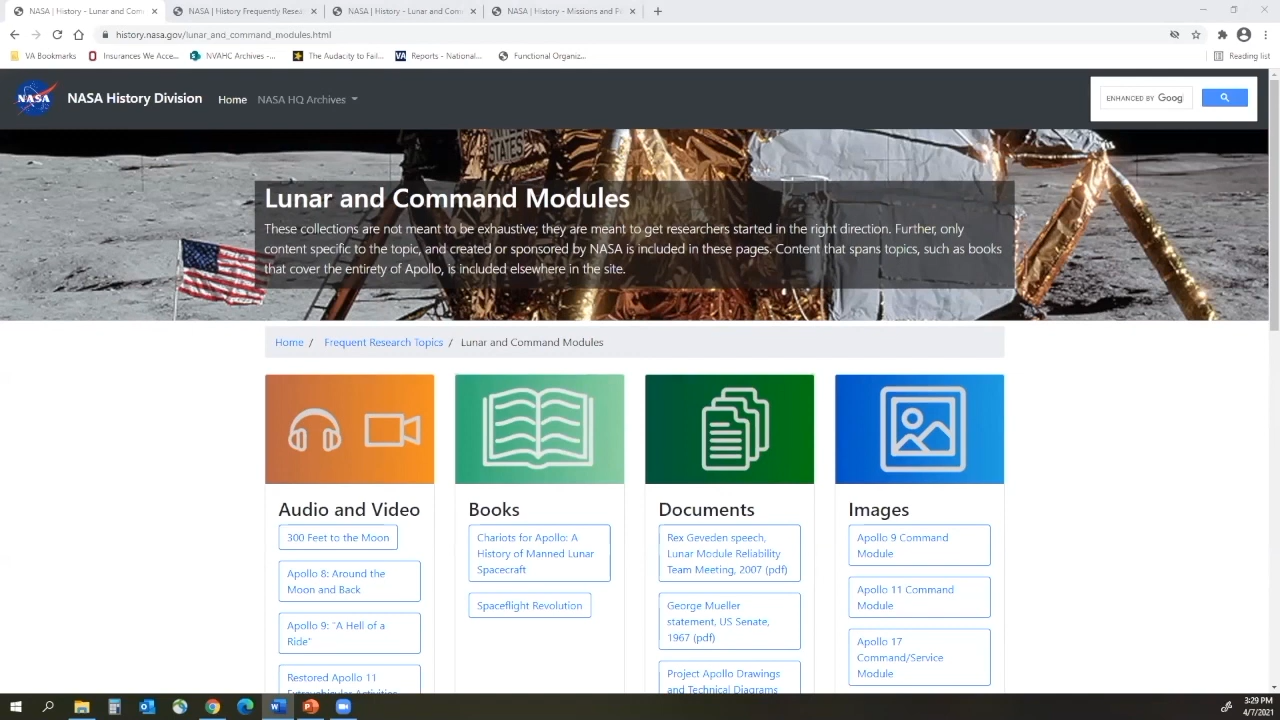 NASA | History - Lunar and Com
NASA | History Frequently Resea
NASA | History - Lunar and Com
NASA | History - Missions and F
history.nasa.gov/lunar_and_command_modules.html
VA Bookmarks
Insurances We Acce...
NVAHC Archives -...
The Audacity to Fail...
Reports - National...
Functional Organiz...
Reading list
NASA
NASA History Division
Home
NASA HQ Archives
ENHANCED BY Goog
STATES
Lunar and Command Modules
These collections are not meant to be exhaustive; they are meant to get researchers started in the right direction. Further, only
content specific to the topic, and created or sponsored by NASA is included in these pages. Content that spans topics, such as books
that cover the entirety of Apollo, is included elsewhere in the site.
Home / Frequent Research Topics / Lunar and Command Modules
Audio and Video
300 Feet to the Moon
Apollo 8: Around the
Moon and Back
Apollo 9: "A Hell of a
Ride"
Restored Apollo 11
Extravehicular Activities
Books
Chariots for Apollo: A
History of Manned Lunar
Spacecraft
Spaceflight Revolution
Documents
Rex Geveden speech,
Lunar Module Reliability
Team Meeting, 2007 (pdf)
George Mueller
statement, US Senate,
1967 (pdf)
Project Apollo Drawings
and Technical Diagrams
Images
Apollo 9 Command
Module
Apollo 11 Command
Module
Apollo 17
Command/Service
Module
3:29 PM
4/7/2021